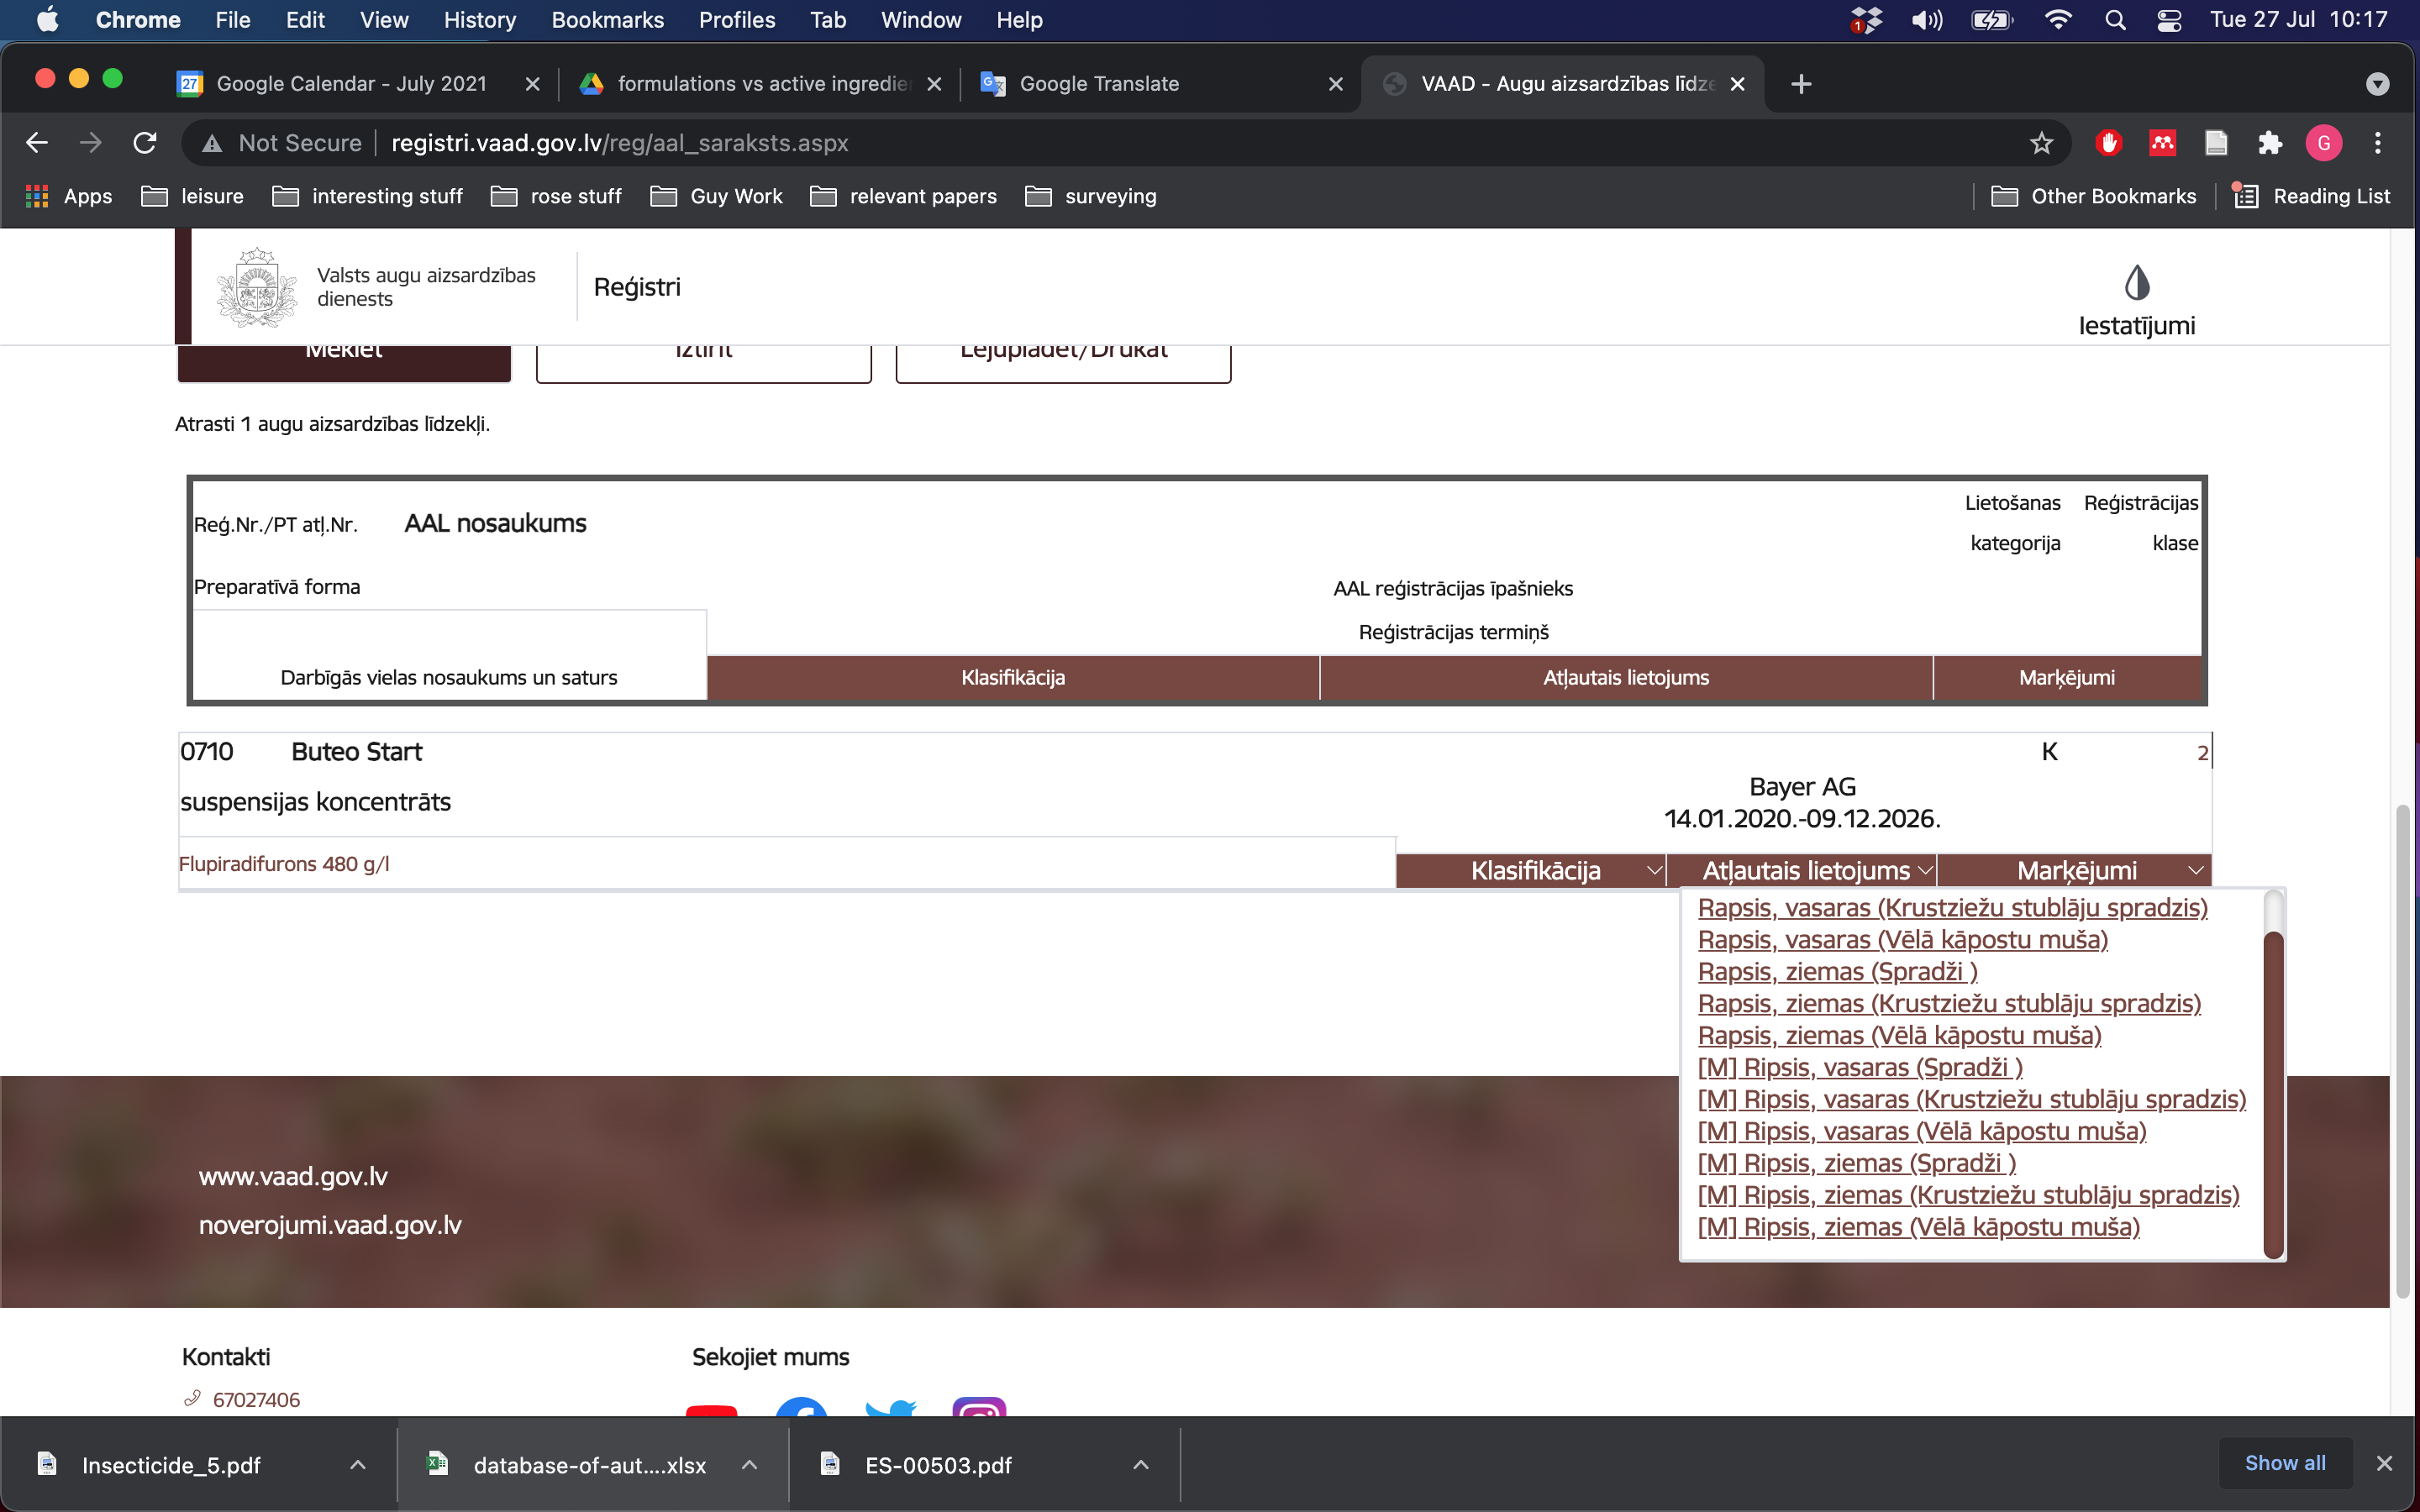 Chrome File Edit View History Bookmarks Profiles Tab Window Help 1 Tue 27 Jul 10:17
27 Google Calendar - July 2021 formulations vs active ingredier Google Translate VAAD - Augu aizsardzības līdze
Not Secure registri.vaad.gov.lv/reg/aal_saraksts.aspx G
Apps leisure interesting stuff rose stuff Guy Work relevant papers surveying Other Bookmarks Reading List
Valsts augu aizsardzības
dienests
Reģistri
Iestatījumi
Meklēt Iztīrīt Lejuplādēt/Drukāt
Atrasti 1 augu aizsardzības līdzekļi.
Reģ.Nr./PT atļ.Nr. AAL nosaukums
Lietošanas Reģistrācijas
kategorija klase
Preparatīvā forma AAL reģistrācijas īpašnieks
Reģistrācijas termiņš
Darbīgās vielas nosaukums un saturs Klasifikācija Atļautais lietojums Marķējumi
0710 Buteo Start K 2
suspensijas koncentrāts
Bayer AG
14.01.2020.-09.12.2026.
Flupiradifurons 480 g/l Klasifikācija Atļautais lietojums Marķējumi
Rapsis, vasaras (Krustziežu stublāju spradzis)
Rapsis, vasaras (Vēlā kāpostu muša)
Rapsis, ziemas (Spradži )
Rapsis, ziemas (Krustziežu stublāju spradzis)
Rapsis, ziemas (Vēlā kāpostu muša)
[M] Ripsis, vasaras (Spradži )
[M] Ripsis, vasaras (Krustziežu stublāju spradzis)
[M] Ripsis, vasaras (Vēlā kāpostu muša)
[M] Ripsis, ziemas (Spradži )
[M] Ripsis, ziemas (Krustziežu stublāju spradzis)
[M] Ripsis, ziemas (Vēlā kāpostu muša)
www.vaad.gov.lv
noverojumi.vaad.gov.lv
Kontakti Sekojiet mums
67027406
Insecticide_5.pdf database-of-aut....xlsx ES-00503.pdf Show all